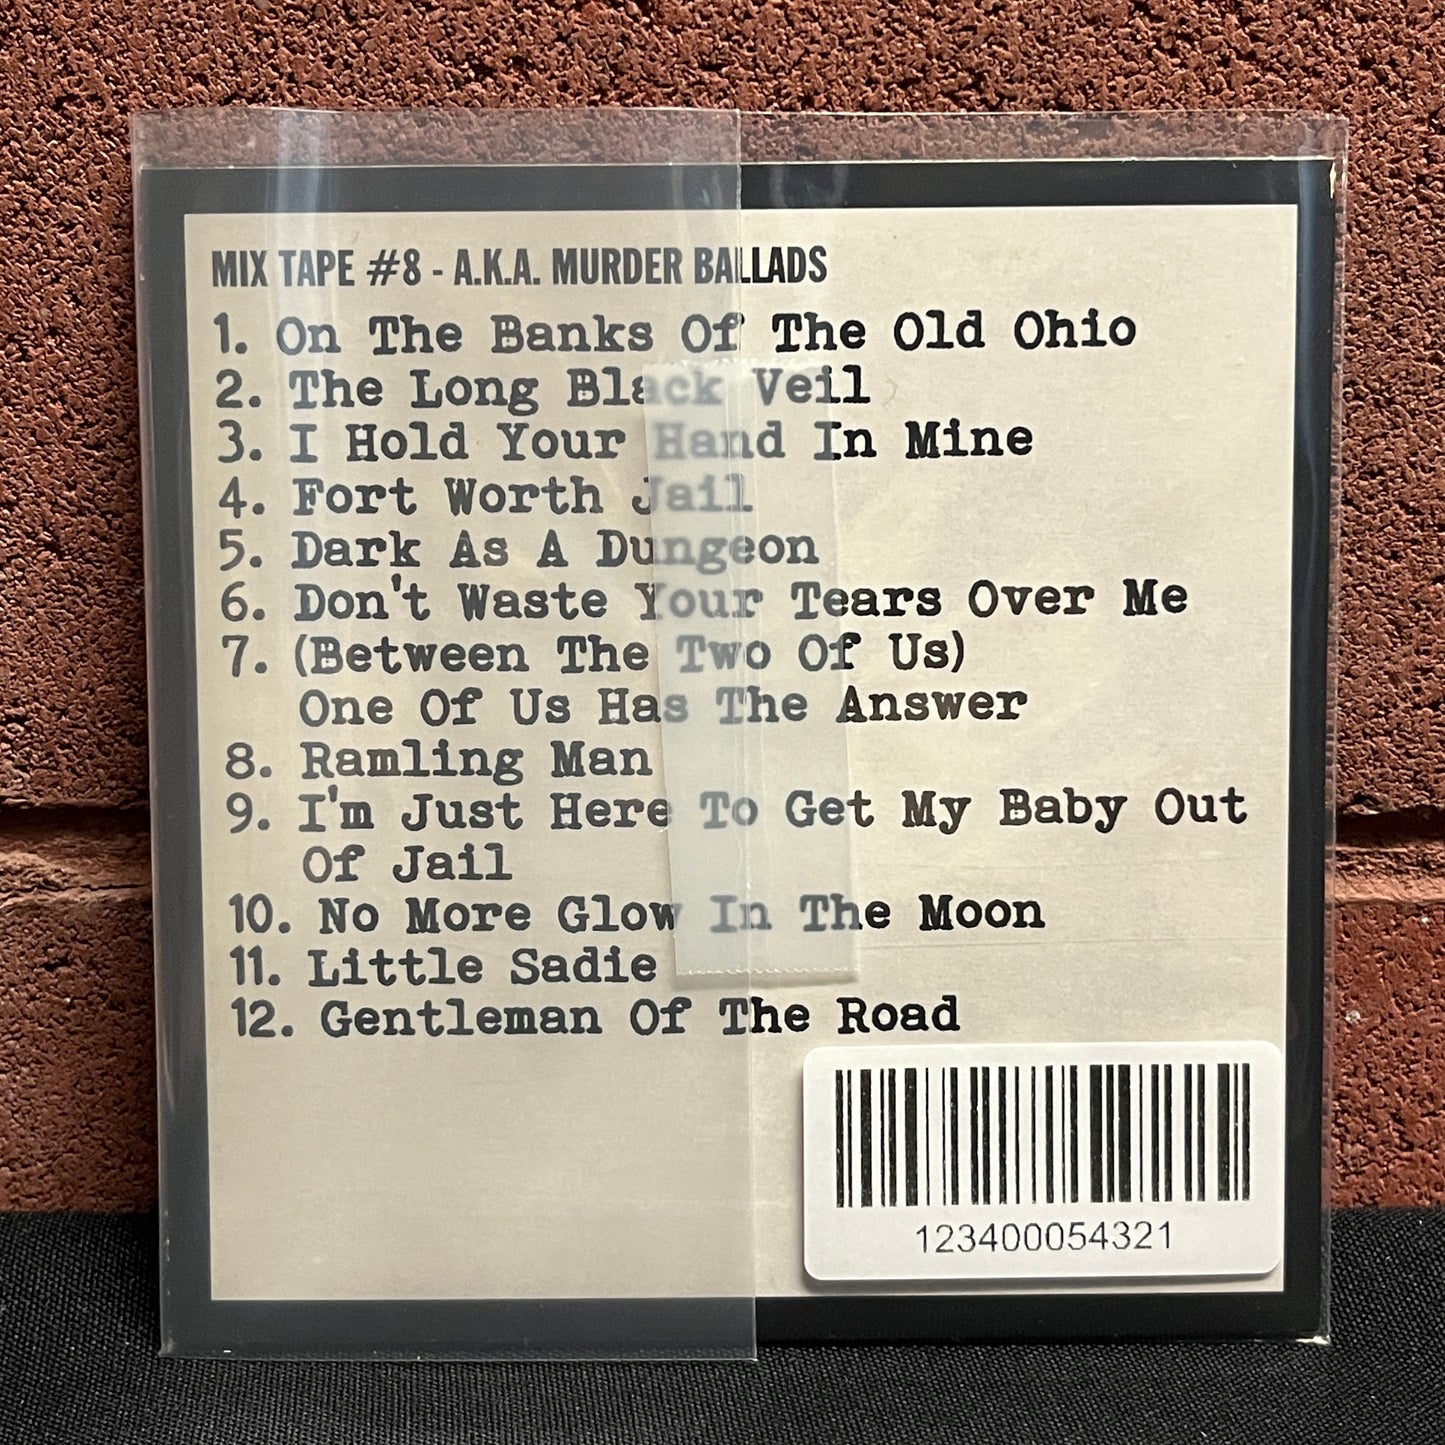 MIX TAPE #8 - A.K.A. MURDER BALLADS
1. On The Banks Of The Old Ohio
2. The Long Black Veil
3. I Hold Your Hand In Mine
4. Fort Worth Jail
5. Dark As A Dungeon
6. Don't Waste Your Tears Over Me
7. (Between The Two Of Us)
One Of Us Has The Answer
8. Ramling Man
9. I'm Just Here To Get My Baby Out
Of Jail
10. No More Glow In The Moon
11. Little Sadie
12. Gentleman Of The Road
123400054321